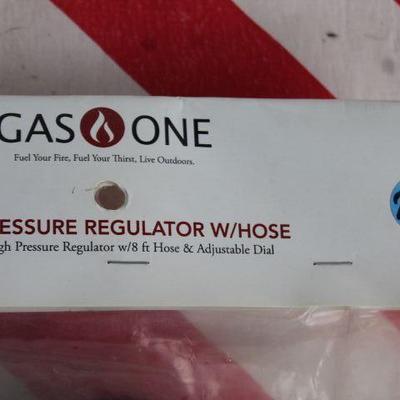 GAS ONE
Fuel Your Fire, Fuel Your Thirst, Live Outdoors.
ESSURE REGULATOR W/HOSE
gh Pressure Regulator w/8 ft Hose & Adjustable Dial